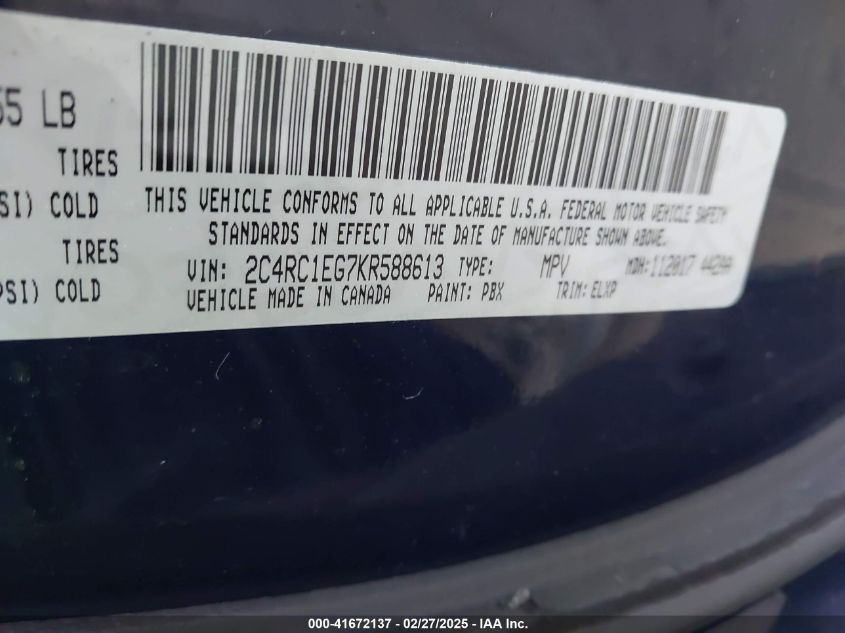 55 LB
TIRES
SI) COLD
TIRES
PSI) COLD
THIS VEHICLE CONFORMS TO ALL APPLICABLE U.S.A. FEDERAL MOTOR VEHICLE SAFETY
STANDARDS IN EFFECT ON THE DATE OF MANUFACTURE SHOWN ABOVE.
VIN: 2C4RC1EG7KR588613 TYPE: MPV MDH:112017
VEHICLE MADE IN CANADA PAINT: PBX TRIM: ELXP
000-41672137 - 02/27/2025 - IAA Inc.